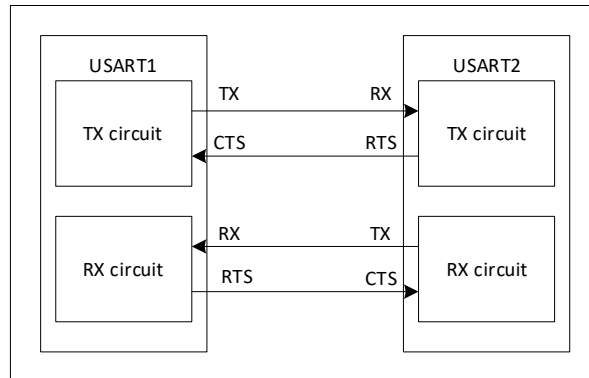 USART1 USART2
TX RX
TX circuit TX circuit
CTS RTS
RX TX
RX circuit RX circuit
RTS CTS